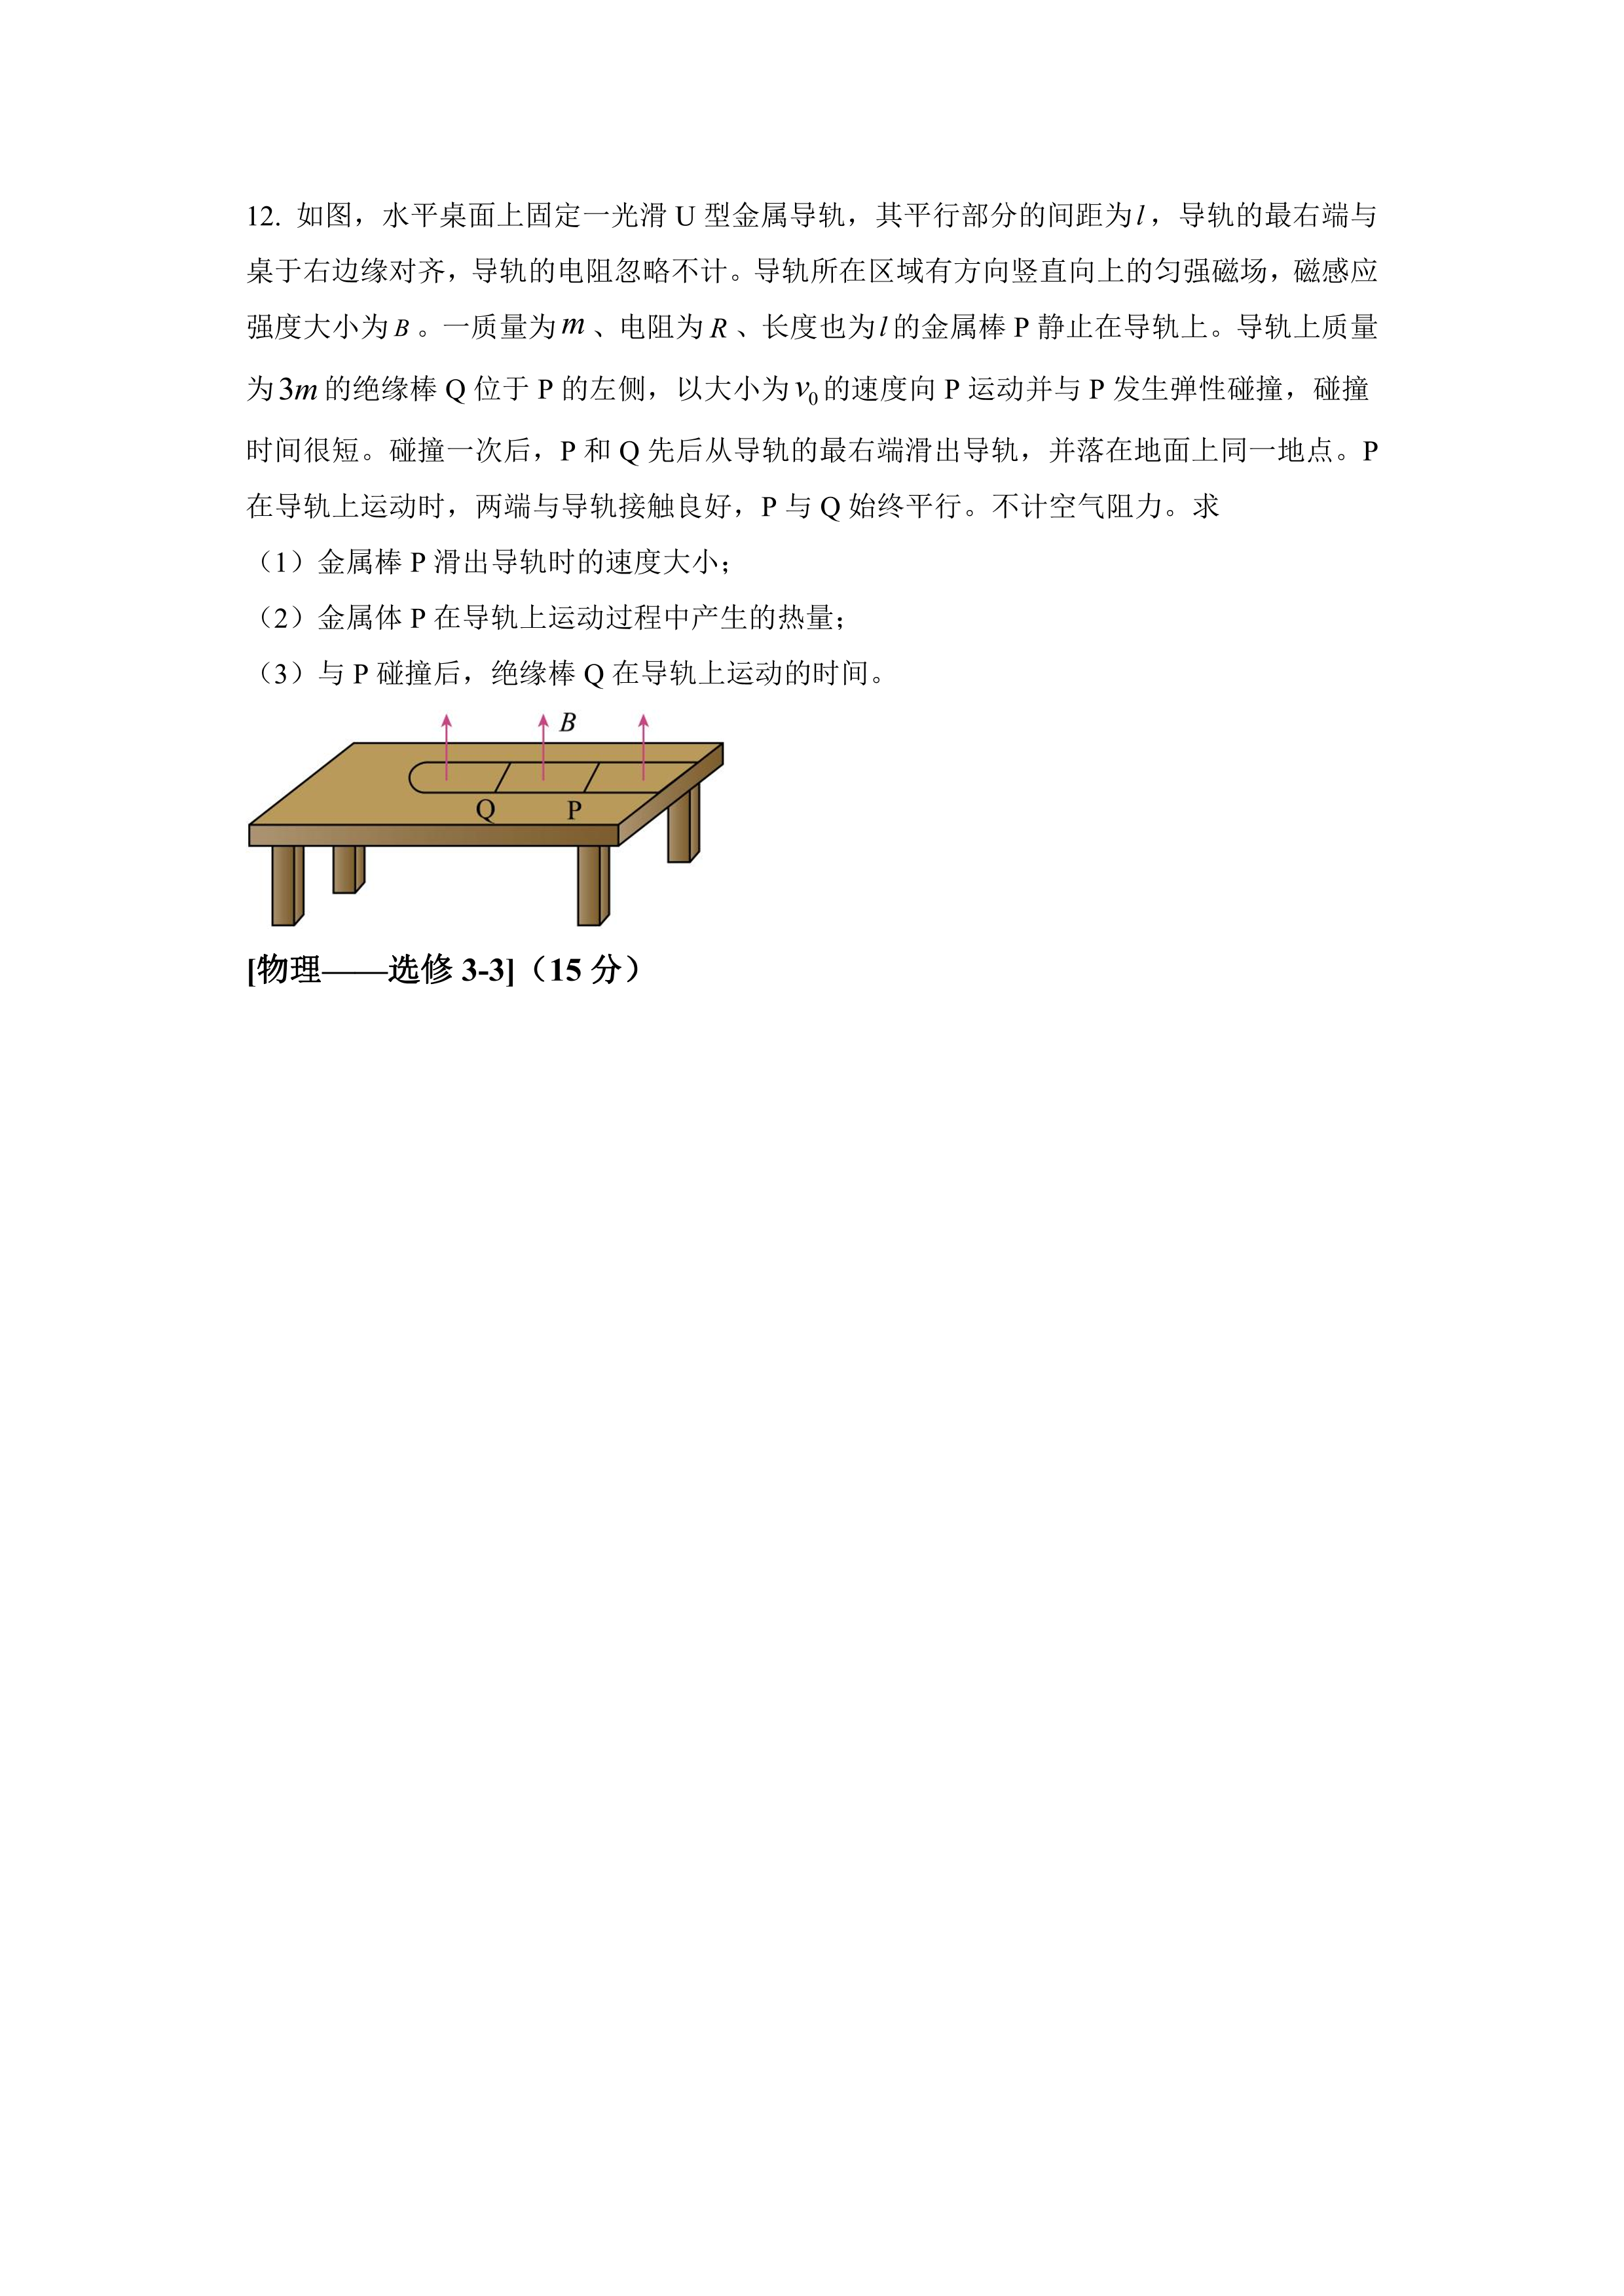 12. 如图，水平桌面上固定一光滑 U 型金属导轨，其平行部分的间距为l，导轨的最右端与
桌于右边缘对齐，导轨的电阻忽略不计。导轨所在区域有方向竖直向上的匀强磁场，磁感应
强度大小为B。一质量为m、电阻为R、长度也为l的金属棒 P 静止在导轨上。导轨上质量
为3m的绝缘棒 Q 位于 P 的左侧，以大小为v₀的速度向 P 运动并与 P 发生弹性碰撞，碰撞
时间很短。碰撞一次后，P 和 Q 先后从导轨的最右端滑出导轨，并落在地面上同一地点。P
在导轨上运动时，两端与导轨接触良好，P 与 Q 始终平行。不计空气阻力。求
（1）金属棒 P 滑出导轨时的速度大小；
（2）金属体 P 在导轨上运动过程中产生的热量；
（3）与 P 碰撞后，绝缘棒 Q 在导轨上运动的时间。
B
Q P
[物理——选修 3-3]（15 分）